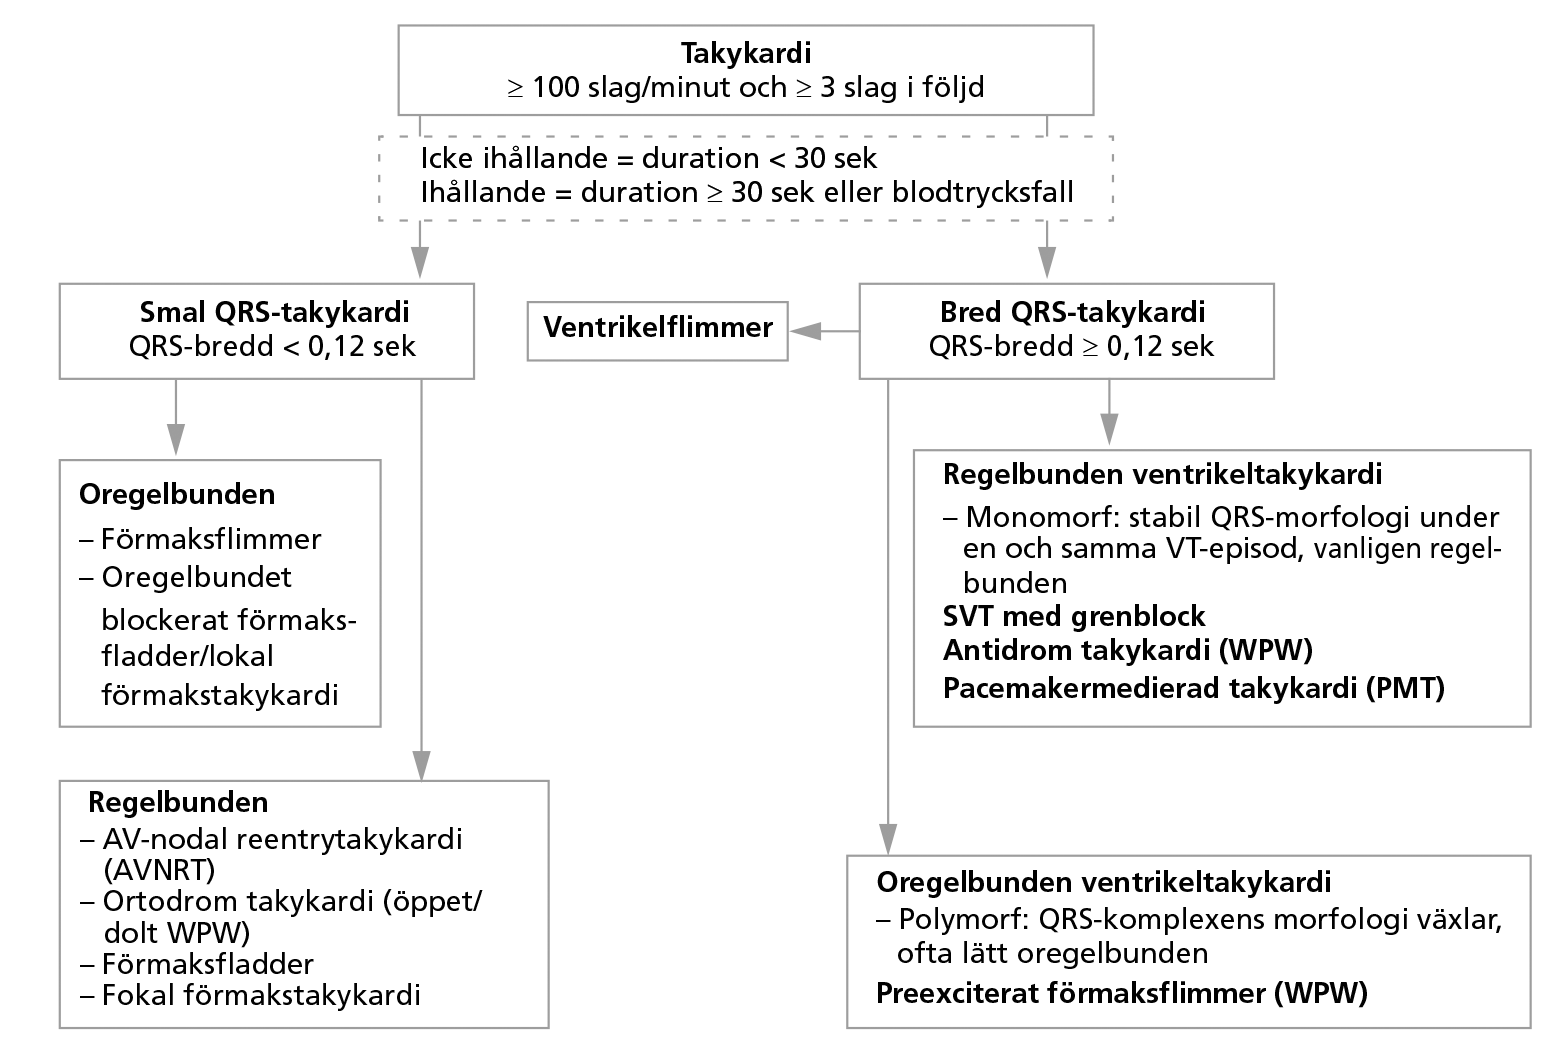 Takykardi
≥ 100 slag/minut och ≥ 3 slag i följd
Icke ihållande = duration < 30 sek
Ihållande = duration ≥ 30 sek eller blodtrycksfall
Smal QRS-takykardi
QRS-bredd < 0,12 sek
Ventrikelflimmer
Bred QRS-takykardi
QRS-bredd ≥ 0,12 sek
Oregelbunden
– Förmaksflimmer
– Oregelbundet
blockerat förmaks-
fladder/lokal
förmakstakykardi
Regelbunden ventrikeltakykardi
– Monomorf: stabil QRS-morfologi under
en och samma VT-episod, vanligen regel-
bunden
SVT med grenblock
Antidrom takykardi (WPW)
Pacemakermedierad takykardi (PMT)
Regelbunden
– AV-nodal reentrytakykardi
(AVNRT)
– Ortodrom takykardi (öppet/
dolt WPW)
– Förmaksfladder
– Fokal förmakstakykardi
Oregelbunden ventrikeltakykardi
– Polymorf: QRS-komplexens morfologi växlar,
ofta lätt oregelbunden
Preexciterat förmaksflimmer (WPW)